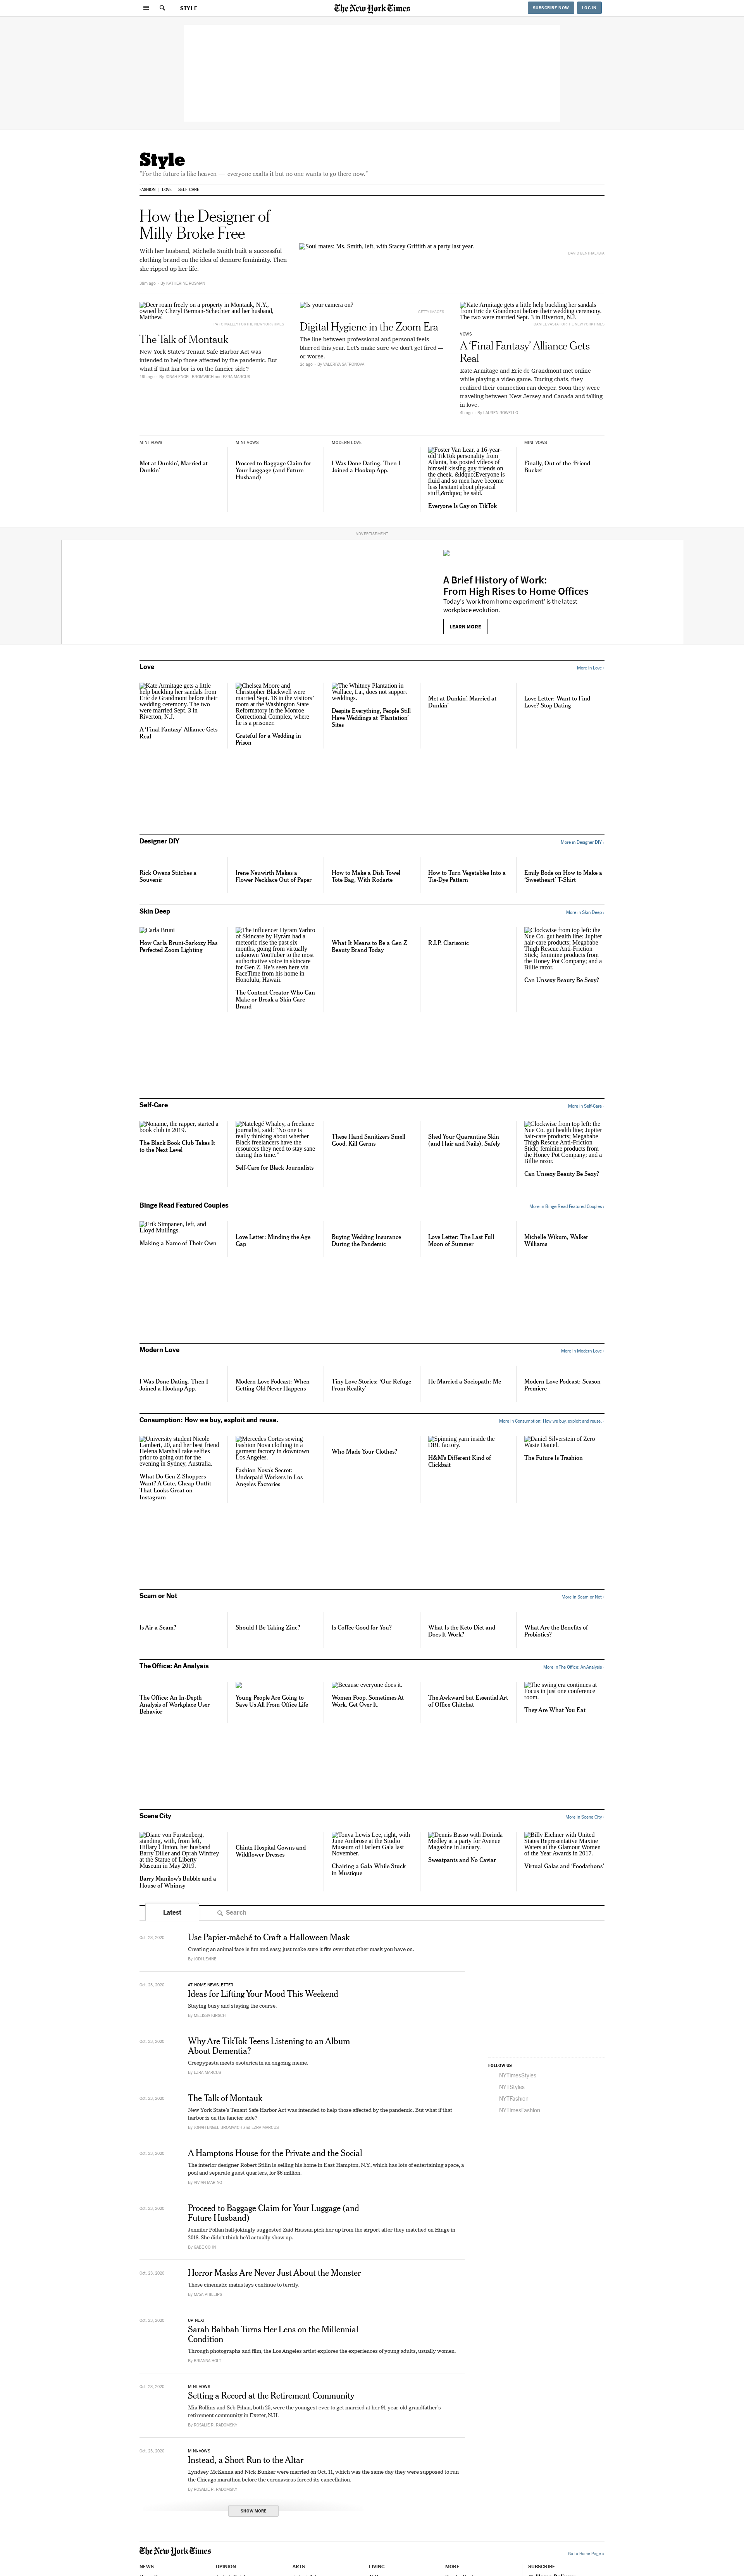 STYLE
The New York Times
SUBSCRIBE NOW
LOG IN
Style
"For the future is like heaven — everyone exalts it but no one wants to go there now."
FASHION
LOVE
SELF-CARE
How the Designer of
Milly Broke Free
With her husband, Michelle Smith built a successful
clothing brand on the idea of demure femininity. Then
she ripped up her life.
By KATHERINE ROSMAN
Soul mates: Ms. Smith, left, with Stacey Griffith at a party last year.
Deer roam freely on a property in Montauk, N.Y.,
owned by Cheryl Berman-Schechter and her husband,
Matthew.
The Talk of Montauk
New York State's Tenant Safe Harbor Act was
intended to help those affected by the pandemic. But
what if that harbor is on the fancier side?
By JONAH ENGEL BROMWICH and EZRA MARCUS
Is your camera on?
GETTY IMAGES
Digital Hygiene in the Zoom Era
The line between professional and personal feels
blurred this year. Let's make sure we don't get fired —
or worse.
By VALERIYA SAFRONOVA
Kate Armitage gets a little help buckling her sandals
from Eric de Grandmont before their wedding ceremony.
The two were married Sept. 3 in Riverton, N.J.
VOWS
A 'Final Fantasy' Alliance Gets
Real
Kate Armitage and Eric de Grandmont met online
while playing a video game. During chats, they
realized their connection ran deeper. Soon they were
traveling between New Jersey and Canada and falling
in love.
MINI-VOWS
Met at Dunkin', Married at
Dunkin'
MINI-VOWS
Proceed to Baggage Claim for
Your Luggage (and Future
Husband)
MODERN LOVE
I Was Done Dating. Then I
Joined a Hookup App.
Foster Van Lear, a 16-year-
old TikTok personality from
Atlanta, has posted videos of
himself kissing guy friends on
the cheek. &ldquo;Everyone is
fluid and so men have become
less hesitant about physical
stuff,&rdquo; he said.
Everyone Is Gay on TikTok
MINI-VOWS
Finally, Out of the 'Friend
Bucket'
ADVERTISEMENT
A Brief History of Work:
From High Rises to Home Offices
Today's 'work from home experiment' is the latest
workplace evolution.
LEARN MORE
Love
More in Love ›
Kate Armitage gets a little
help buckling her sandals
from Eric de Grandmont before their
wedding ceremony. The two
were married Sept. 3 in
Riverton, N.J.
A 'Final Fantasy' Alliance Gets
Real
Chelsea Moore and
Christopher Blackwell were
married Sept. 18 in the visitors'
room at the Washington State
Reformatory in the Monroe
Correctional Complex, where
he is a prisoner.
Grateful for a Wedding in
Prison
The Whitney Plantation in
Wallace, La., does not support
weddings.
Despite Everything, People Still
Have Weddings at 'Plantation'
Sites
Met at Dunkin', Married at
Dunkin'
Love Letter: Want to Find
Love? Stop Dating
Designer DIY
More in Designer DIY ›
Rick Owens Stitches a
Souvenir
Irene Neuwirth Makes a
Flower Necklace Out of Paper
How to Make a Dish Towel
Tote Bag, With Rodarte
How to Turn Vegetables Into a
Tie-Dye Pattern
Emily Bode on How to Make a
'Sweetheart' T-Shirt
Skin Deep
More in Skin Deep ›
Carla Bruni
How Carla Bruni-Sarkozy Has
Perfected Zoom Lighting
The influencer Hyram Yarbro
of Skincare by Hyram had a
meteoric rise the past six
months, going from virtually
unknown YouTuber to the most
authoritative voice in skincare
for Gen Z. He's seen here via
FaceTime from his home in
Honolulu, Hawaii.
The Content Creator Who Can
Make or Break a Skin Care
Brand
What It Means to Be a Gen Z
Beauty Brand Today
R.I.P. Clarisonic
Clockwise from top left: the
Nue Co. gut health line; Jupiter
hair-care products; Megababe
Thigh Rescue Anti-Friction
Stick; feminine products from
the Honey Pot Company; and a
Billie razor.
Can Unsexy Beauty Be Sexy?
Self-Care
More in Self-Care ›
Noname, the rapper, started a
book club in 2019.
The Black Book Club Takes It
to the Next Level
Natelegé Whaley, a freelance
journalist, said: "No one is
really thinking about whether
Black freelancers have the
resources they need to stay sane
during this time."
Self-Care for Black Journalists
These Hand Sanitizers Smell
Good, Kill Germs
Shed Your Quarantine Skin
(and Hair and Nails), Safely
Clockwise from top left: the
Nue Co. gut health line; Jupiter
hair-care products; Megababe
Thigh Rescue Anti-Friction
Stick; feminine products from
the Honey Pot Company; and a
Billie razor.
Can Unsexy Beauty Be Sexy?
Binge Read Featured Couples
More in Binge Read Featured Couples ›
Erik Simpanen, left, and
Lloyd Mullings.
Making a Name of Their Own
Love Letter: Minding the Age
Gap
Buying Wedding Insurance
During the Pandemic
Love Letter: The Last Full
Moon of Summer
Michelle Wikum, Walker
Williams
Modern Love
More in Modern Love ›
I Was Done Dating. Then I
Joined a Hookup App.
Modern Love Podcast: When
Getting Old Never Happens
Tiny Love Stories: 'Our Refuge
From Reality'
He Married a Sociopath: Me
Modern Love Podcast: Season
Premiere
Consumption: How we buy, exploit and reuse.
More in Consumption: How we buy, exploit and reuse. ›
University student Nicole
Lambert, 20, and her best friend
Helena Marshall take selfies
prior to going out for the
evening in Sydney, Australia.
What Do Gen Z Shoppers
Want? A Cute, Cheap Outfit
That Looks Great on
Instagram
Mercedes Cortes sewing
Fashion Nova clothing in a
garment factory in downtown
Los Angeles.
Fashion Nova's Secret:
Underpaid Workers in Los
Angeles Factories
Who Made Your Clothes?
Spinning yarn inside the
DBL factory.
H&M's Different Kind of
Clickbait
Daniel Silverstein of Zero
Waste Daniel.
The Future Is Trashion
Scam or Not
More in Scam or Not ›
Is Air a Scam?
Should I Be Taking Zinc?
Is Coffee Good for You?
What Is the Keto Diet and
Does It Work?
What Are the Benefits of
Probiotics?
The Office: An Analysis
More in The Office: An Analysis ›
The Office: An In-Depth
Analysis of Workplace User
Behavior
Young People Are Going to
Save Us All From Office Life
Because everyone does it.
Women Poop. Sometimes At
Work. Get Over It.
The Awkward but Essential Art
of Office Chitchat
The swing era continues at
Focus in just one conference
room.
They Are What You Eat
Scene City
More in Scene City ›
Diane von Furstenberg,
standing, with, from left,
Hillary Clinton, her husband
Barry Diller and Oprah Winfrey
at the Statue of Liberty
Museum in May 2019.
Barry Manilow's Bubble and a
House of Whimsy
Chintz Hospital Gowns and
Wildflower Dresses
Tonya Lewis Lee, right, with
June Ambrose at the Studio
Museum of Harlem Gala last
November.
Chairing a Gala While Stuck
in Mustique
Dennis Basso with Dorinda
Medley at a party for Avenue
Magazine in January.
Sweatpants and No Caviar
Billy Eichner with United
States Representative Maxine
Waters at the Glamour Women
of the Year Awards in 2017.
Virtual Galas and 'Foodathons'
Latest
Search
Oct. 23, 2020
Use Papier-mâché to Craft a Halloween Mask
Creating an animal face is fun and easy, just make sure it fits over that other mask you have on.
By JODI LEVINE
Oct. 23, 2020
AT HOME NEWSLETTER
Ideas for Lifting Your Mood This Weekend
Staying busy and staying the course.
By MELISSA KIRSCH
Oct. 23, 2020
Why Are TikTok Teens Listening to an Album
About Dementia?
Creepypasta meets esoterica in an ongoing meme.
By EZRA MARCUS
Oct. 23, 2020
The Talk of Montauk
New York State's Tenant Safe Harbor Act was intended to help those affected by the pandemic. But what if that
harbor is on the fancier side?
By JONAH ENGEL BROMWICH and EZRA MARCUS
Oct. 23, 2020
A Hamptons House for the Private and the Social
The interior designer Robert Stilin is selling his home in East Hampton, N.Y., which has lots of entertaining space, a
pool and separate guest quarters, for $6 million.
By VIVIAN MARINO
Oct. 23, 2020
Proceed to Baggage Claim for Your Luggage (and
Future Husband)
Jennifer Pollan half-jokingly suggested Zaid Hassan pick her up from the airport after they matched on Hinge in
2018. She didn't think he'd actually show up.
By GABE COHN
Oct. 23, 2020
Horror Masks Are Never Just About the Monster
These cinematic mainstays continue to terrify.
By MAYA PHILLIPS
Oct. 23, 2020
UP NEXT
Sarah Bahbah Turns Her Lens on the Millennial
Condition
Through photographs and film, the Los Angeles artist explores the experiences of young adults, usually women.
By BRIANNA HOLT
Oct. 23, 2020
MINI-VOWS
Setting a Record at the Retirement Community
Mia Rollins and Seb Philan, both 25, were the youngest ever to get married at her 91-year-old grandfather's
retirement community in Exeter, N.H.
By ROSALIE R. RADOMSKY
Oct. 23, 2020
MINI-VOWS
Instead, a Short Run to the Altar
Lyndsey McKenna and Nick Bunker were married on Oct. 11, which was the same day they were supposed to run
the Chicago marathon before the coronavirus forced its cancellation.
By ROSALIE R. RADOMSKY
SHOW MORE
FOLLOW US
NYTimesStyles
NYTStyles
NYTFashion
NYTimesFashion
The New York Times
Go to Home Page »
NEWS
OPINION
ARTS
LIVING
MORE
SUBSCRIBE